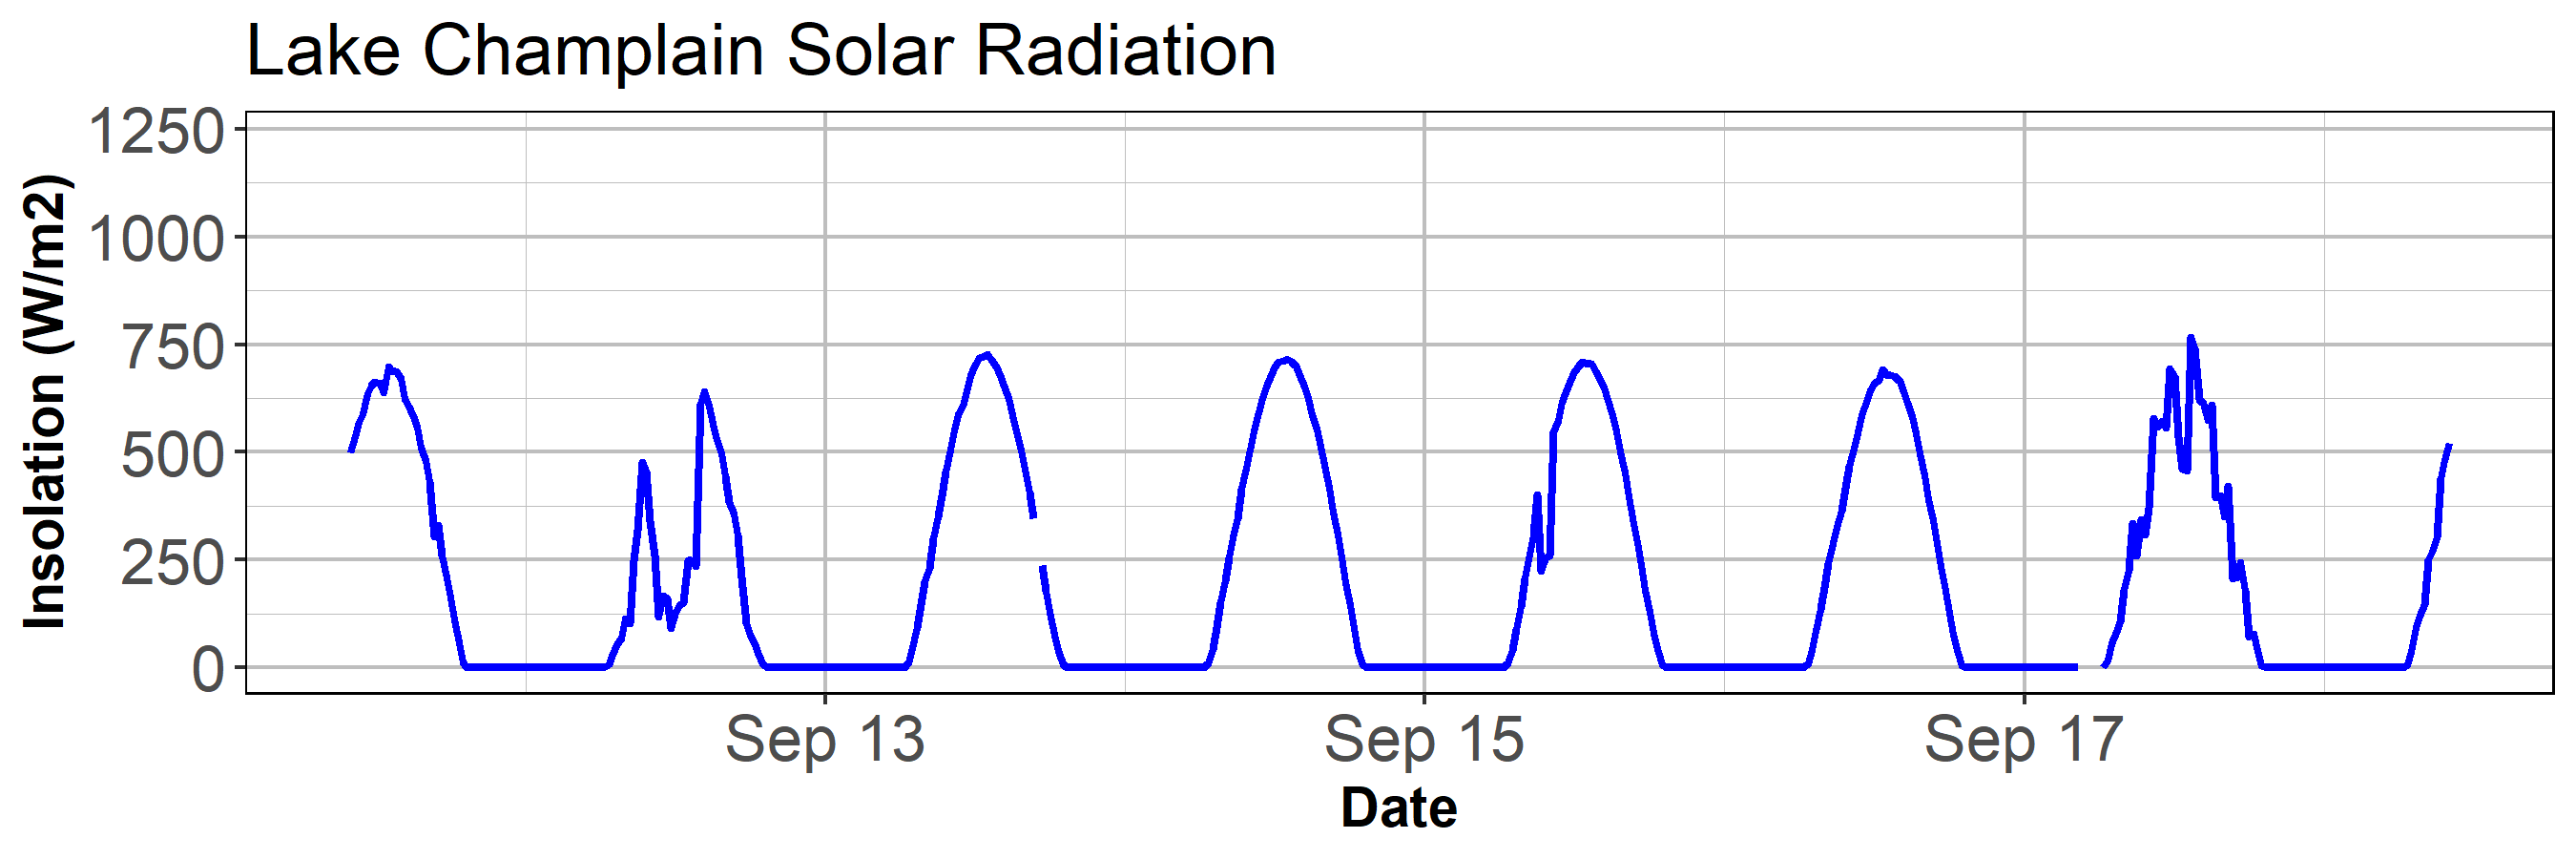 Lake Champlain Solar Radiation
Insolation (W/m2)
1250
1000
750
500
250
0
Sep 13 Sep 15 Sep 17
Date